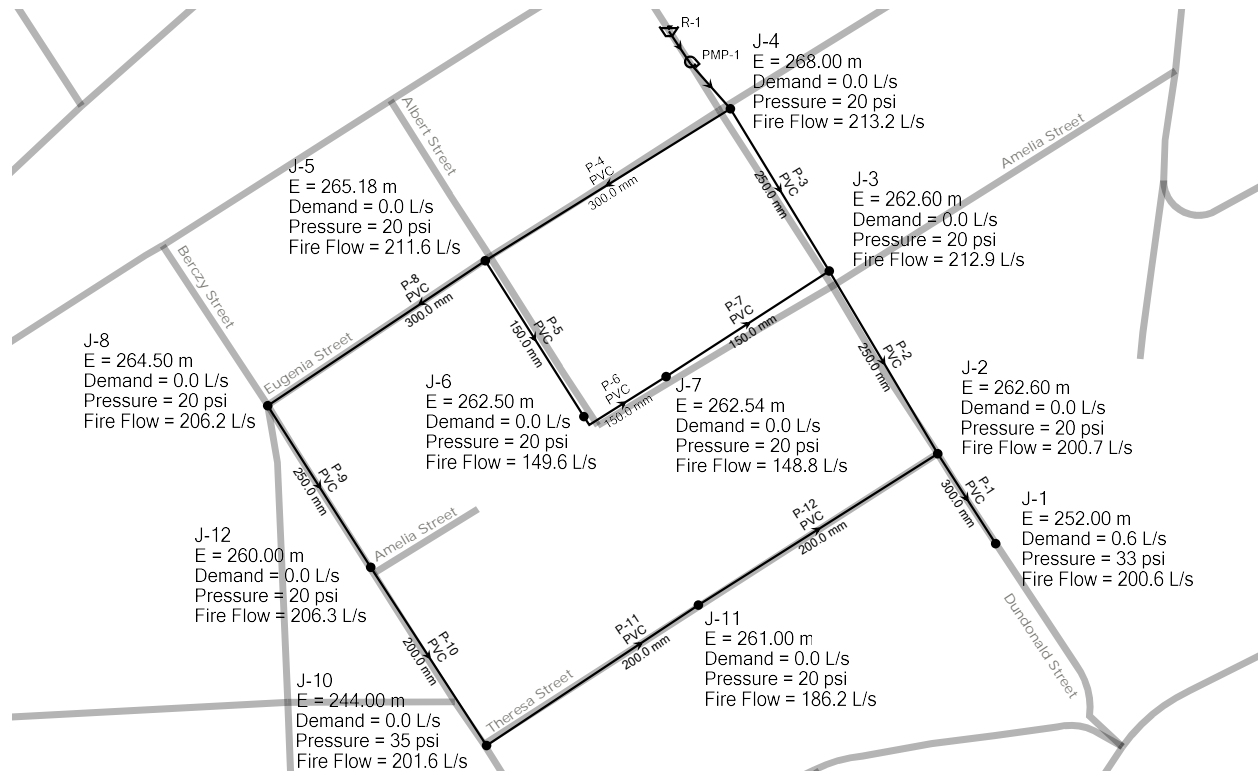 R-1
PMP-1
J-4
E = 268.00 m
Demand = 0.0 L/s
Pressure = 20 psi
Fire Flow = 213.2 L/s
Albert Street
Amelia Street
P-4
PVC
300.0 mm
P-3
PVC
250.0 mm
J-5
E = 265.18 m
Demand = 0.0 L/s
Pressure = 20 psi
Fire Flow = 211.6 L/s
J-3
E = 262.60 m
Demand = 0.0 L/s
Pressure = 20 psi
Fire Flow = 212.9 L/s
Berczy Street
P-8
PVC
300.0 mm
P-5
PVC
150.0 mm
P-7
PVC
150.0 mm
P-2
PVC
250.0 mm
Eugenia Street
J-8
E = 264.50 m
Demand = 0.0 L/s
Pressure = 20 psi
Fire Flow = 206.2 L/s
J-6
E = 262.50 m
Demand = 0.0 L/s
Pressure = 20 psi
Fire Flow = 149.6 L/s
P-6
PVC
150.0 mm
J-7
E = 262.54 m
Demand = 0.0 L/s
Pressure = 20 psi
Fire Flow = 148.8 L/s
J-2
E = 262.60 m
Demand = 0.0 L/s
Pressure = 20 psi
Fire Flow = 200.7 L/s
P-9
PVC
250.0 mm
P-1
PVC
300.0 mm
J-1
E = 252.00 m
Demand = 0.6 L/s
Pressure = 33 psi
Fire Flow = 200.6 L/s
P-12
PVC
200.0 mm
Amelia Street
J-12
E = 260.00 m
Demand = 0.0 L/s
Pressure = 20 psi
Fire Flow = 206.3 L/s
P-10
PVC
200.0 mm
P-11
PVC
200.0 mm
J-11
E = 261.00 m
Demand = 0.0 L/s
Pressure = 20 psi
Fire Flow = 186.2 L/s
Dundonald Street
Theresa Street
J-10
E = 244.00 m
Demand = 0.0 L/s
Pressure = 35 psi
Fire Flow = 201.6 L/s